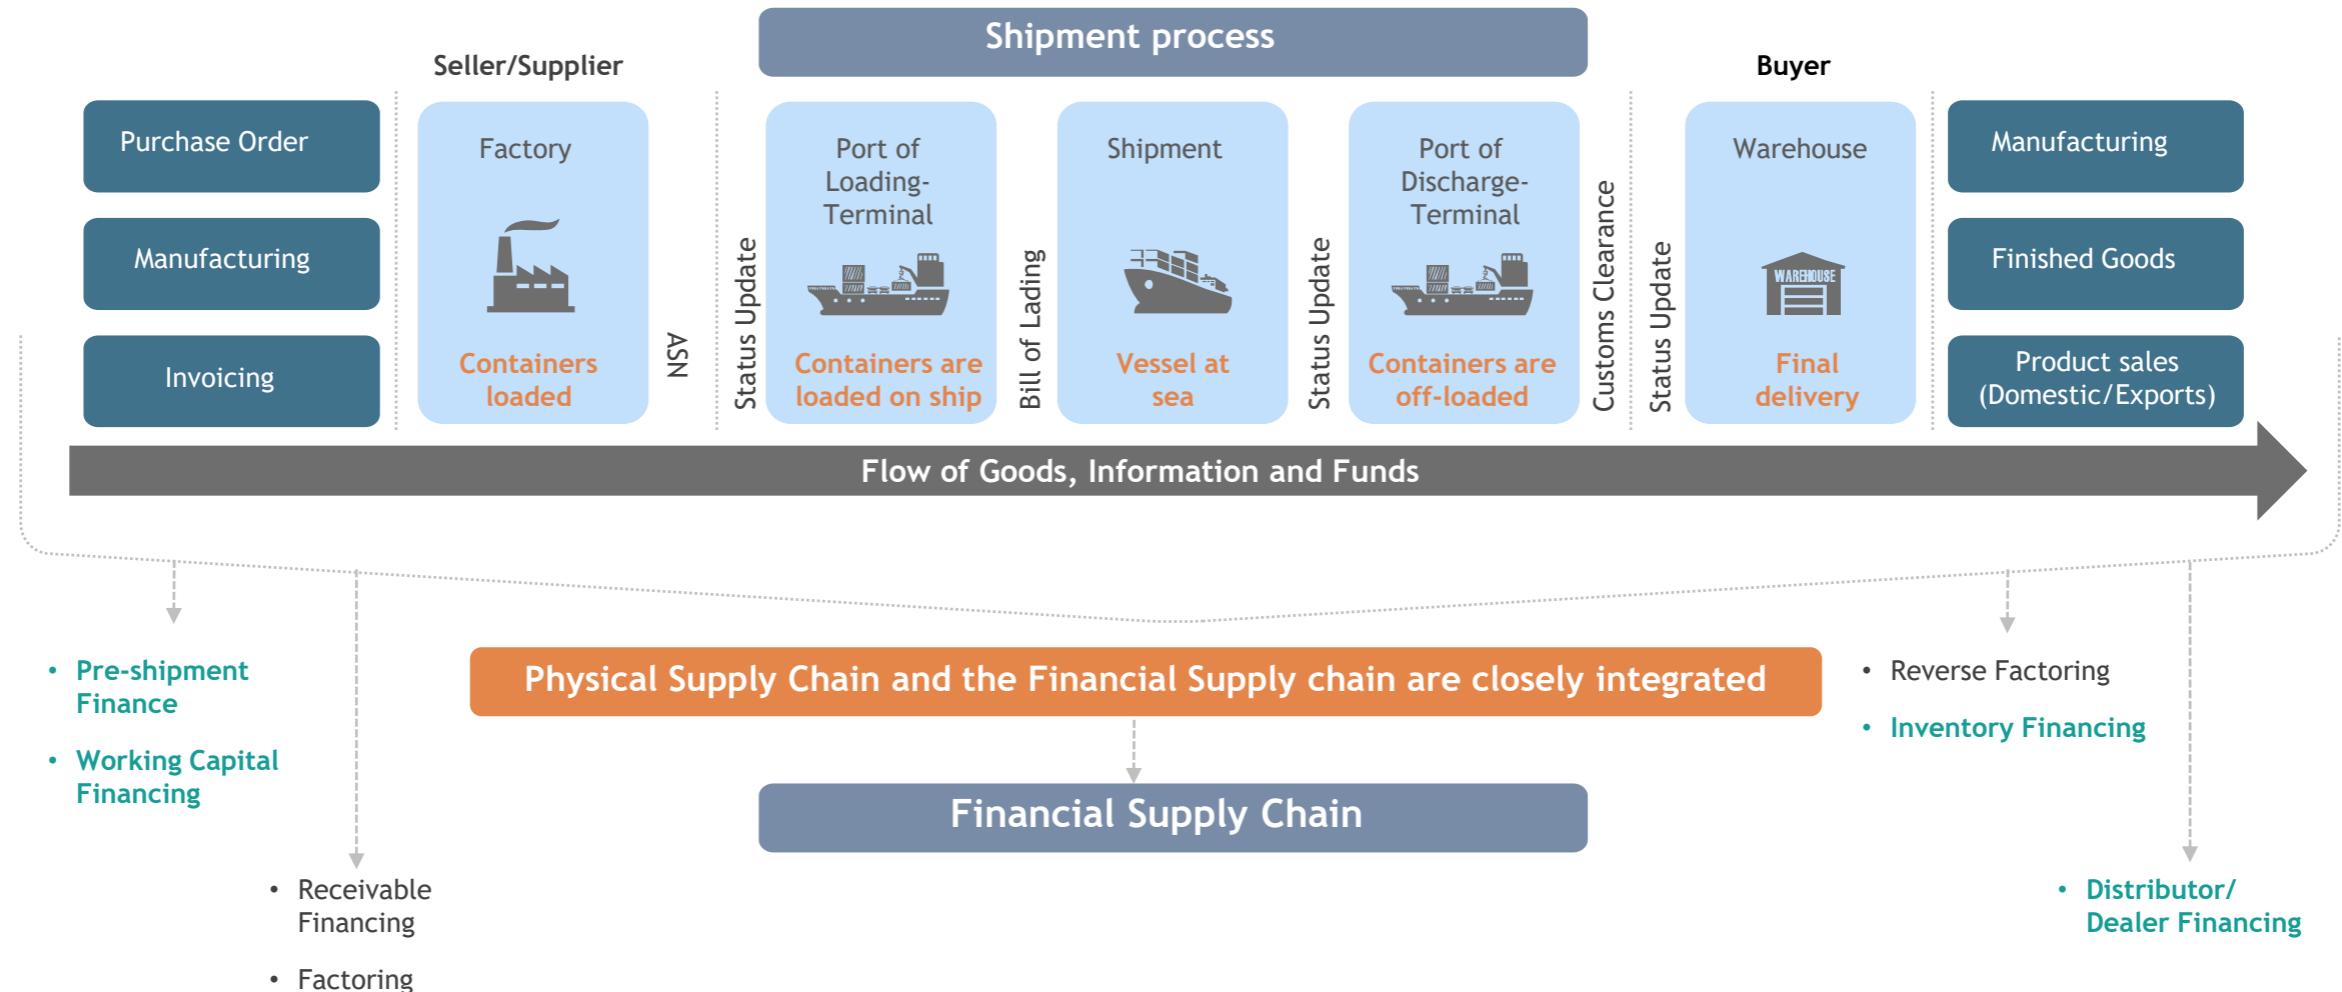 Shipment process
Seller/Supplier
Buyer
Purchase Order
Manufacturing
Invoicing
Factory
Containers
loaded
ASN
Status Update
Port of
Loading-
Terminal
Containers are
loaded on ship
Bill of Lading
Shipment
Vessel at
sea
Status Update
Port of
Discharge-
Terminal
Containers are
off-loaded
Customs Clearance
Status Update
Warehouse
WAREHOUSE
Final
delivery
Manufacturing
Finished Goods
Product sales
(Domestic/Exports)
Flow of Goods, Information and Funds
• Pre-shipment
Finance
• Working Capital
Financing
Physical Supply Chain and the Financial Supply chain are closely integrated
• Reverse Factoring
• Inventory Financing
Financial Supply Chain
• Receivable
Financing
• Factoring
• Distributor/
Dealer Financing